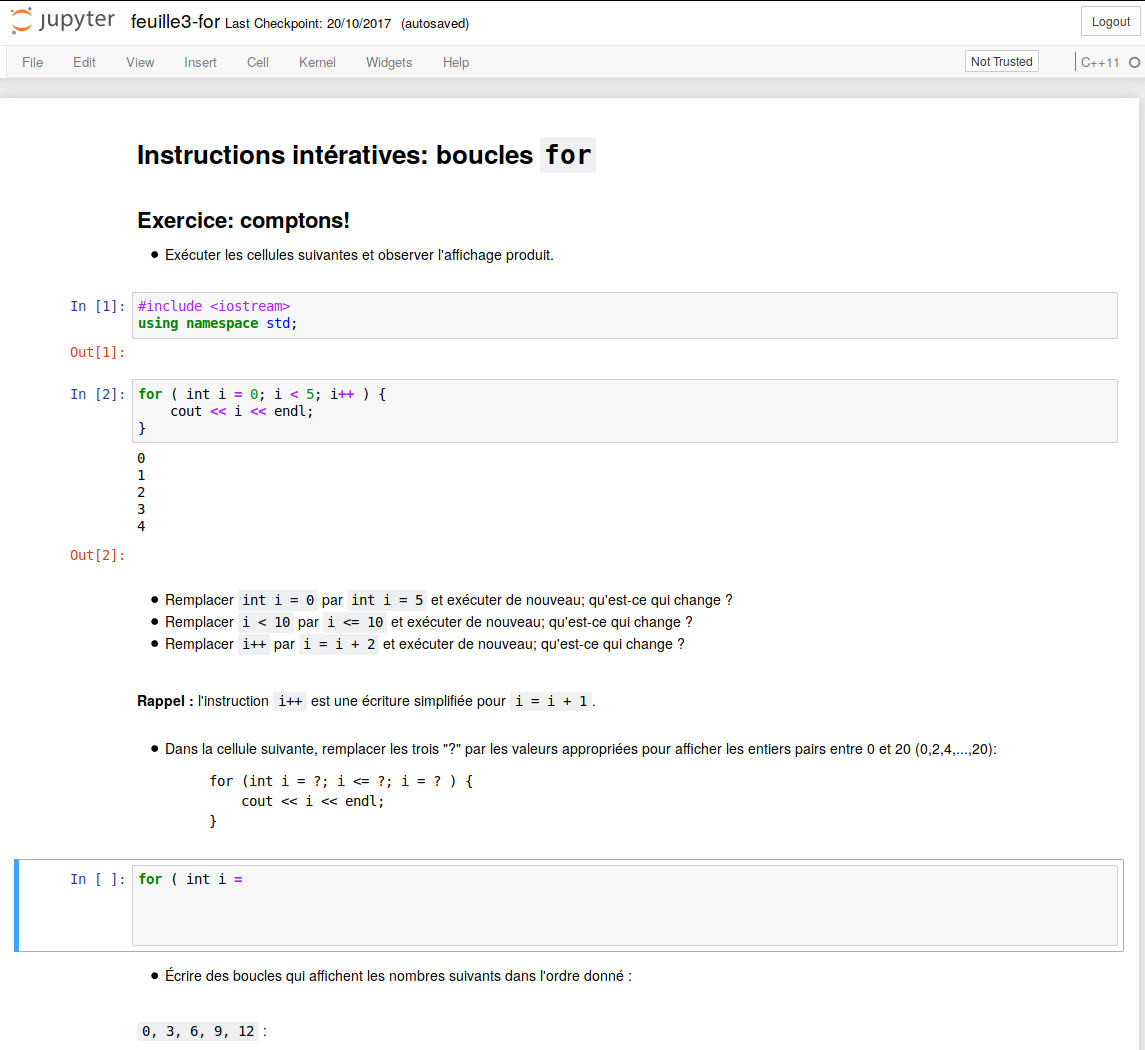 jupyter feuille3-for Last Checkpoint: 20/10/2017 (autosaved) Logout
File Edit View Insert Cell Kernel Widgets Help Not Trusted C++11
Instructions intératives: boucles for
Exercice: comptons!
• Exécuter les cellules suivantes et observer l'affichage produit.
In [1]: #include <iostream>
using namespace std;
Out[1]:
In [2]: for ( int i = 0; i < 5; i++ ) {
    cout << i << endl;
}
0
1
2
3
4
Out[2]:
• Remplacer int i = 0 par int i = 5 et exécuter de nouveau; qu'est-ce qui change ?
• Remplacer i < 10 par i <= 10 et exécuter de nouveau; qu'est-ce qui change ?
• Remplacer i++ par i = i + 2 et exécuter de nouveau; qu'est-ce qui change ?
Rappel : l'instruction i++ est une écriture simplifiée pour i = i + 1.
• Dans la cellule suivante, remplacer les trois "?" par les valeurs appropriées pour afficher les entiers pairs entre 0 et 20 (0,2,4,...,20):
for (int i = ?; i <= ?; i = ? ) {
    cout << i << endl;
}
In [ ]: for ( int i =
• Écrire des boucles qui affichent les nombres suivants dans l'ordre donné :
0, 3, 6, 9, 12 :